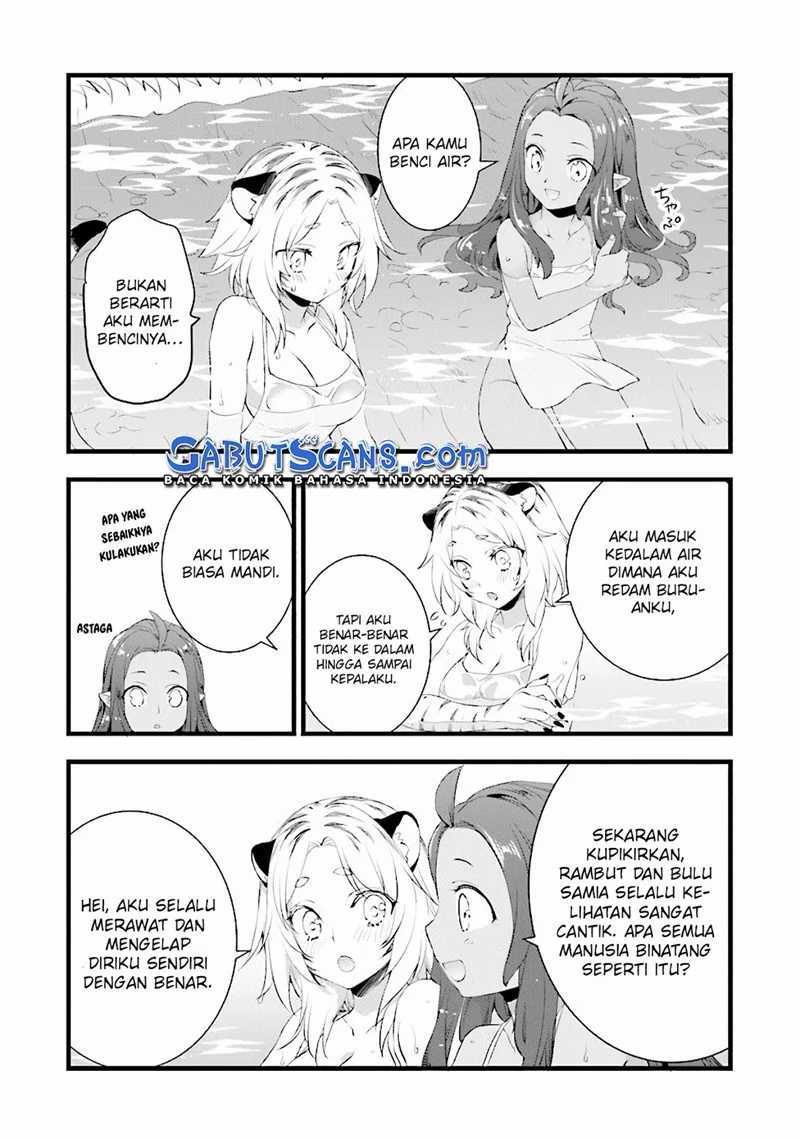 APA KAMU
BENCI AIR?
ちゃぷ
BUKAN
BERARTI
AKU MEM-
BENCINYA...
GABUTSCANS.com
BACA KOMIK BAHASA INDONESIA
AKU MASUK
KEDALAM AIR
DIMANA AKU
REDAM BURU-
ANKU,
TAPI AKU
BENAR-BENAR
TIDAK KE DALAM
HINGGA SAMPAI
KEPALAKU.
AKU TIDAK
BIASA MANDI.
APA YANG
SEBAIKNYA
KULAKUKAN?
ASTAGA
SEKARANG
KUPIKIRKAN,
RAMBUT DAN BULU
SAMIA SELALU KE-
LIHATAN SANGAT
CANTIK. APA SEMUA
MANUSIA BINATANG
SEPERTI ITU?
HEI, AKU SELALU
MERAWAT DAN
MENGELAP
DIRIKU SENDIRI
DENGAN BENAR.